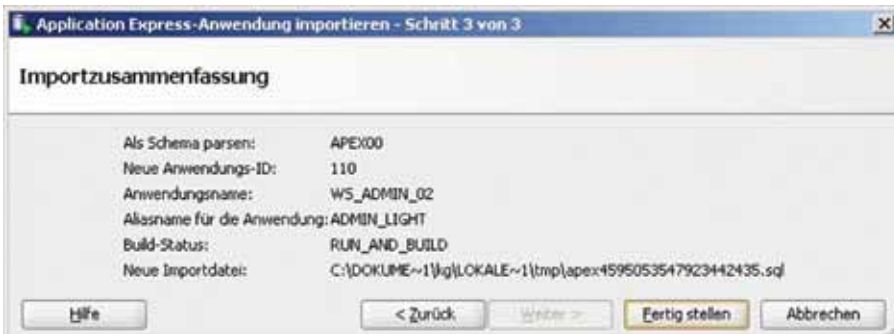 Application Express-Anwendung importieren - Schritt 3 von 3
Importzusammenfassung
Als Schema parsen: APEX00
Neue Anwendungs-ID: 110
Anwendungsname: WS_ADMIN_02
Aliasname für die Anwendung: ADMIN_LIGHT
Build-Status: RUN_AND_BUILD
Neue Importdatei: C:\DOKUME~1\kg\LOKALE~1\tmp\apex4595053547923442435.sql
Hilfe < Zurück Weiter > Fertig stellen Abbrechen